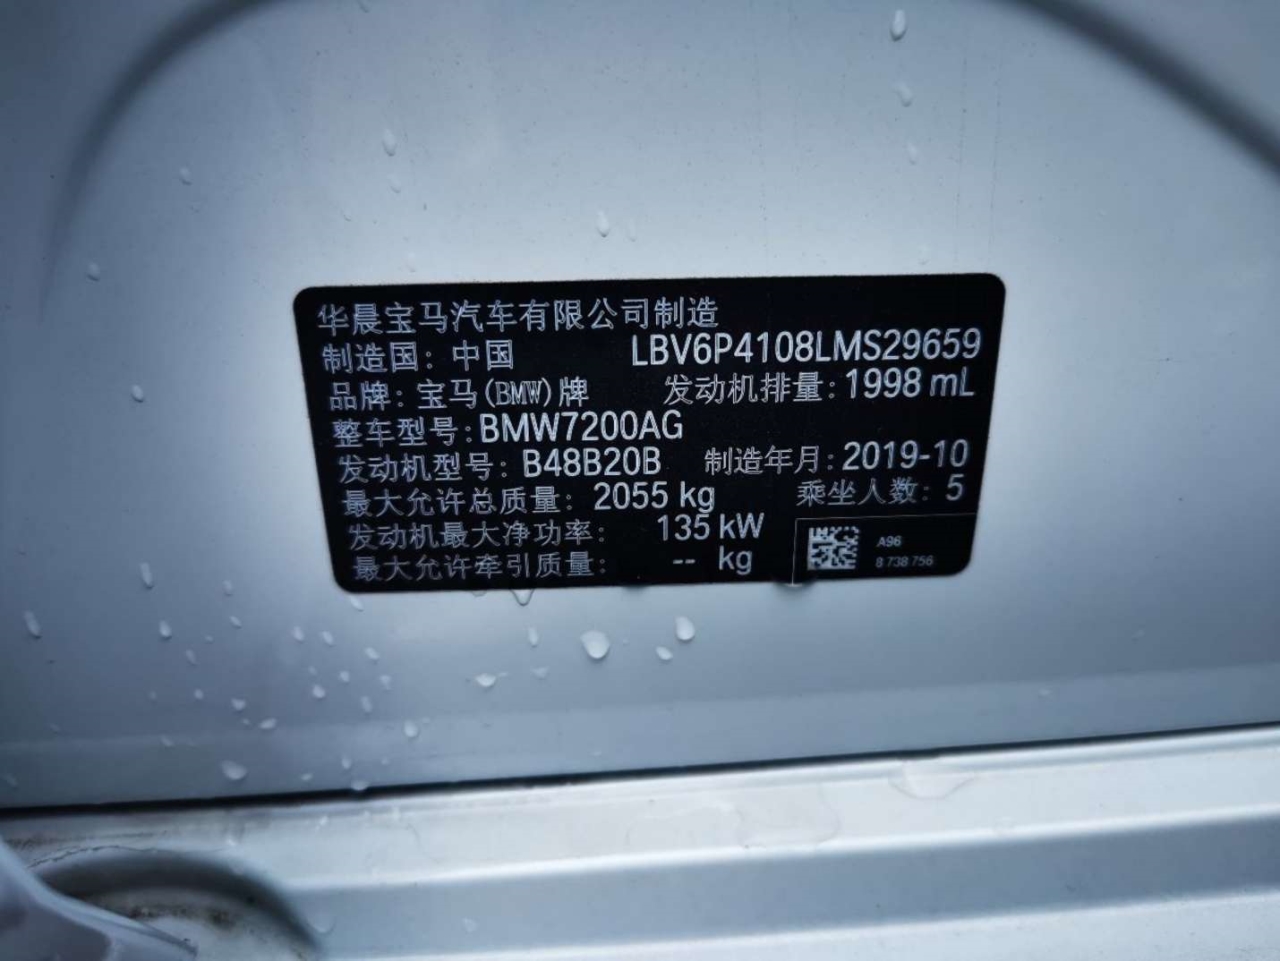 华晨宝马汽车有限公司制造
制造国: 中国 LBV6P4108LMS29659
品牌: 宝马(BMW)牌 发动机排量: 1998 mL
整车型号: BMW7200AG
发动机型号: B48B20B 制造年月: 2019-10
最大允许总质量: 2055 kg 乘坐人数: 5
发动机最大净功率: 135 kW
最大允许牵引质量: -- kg
A96
8 738 756